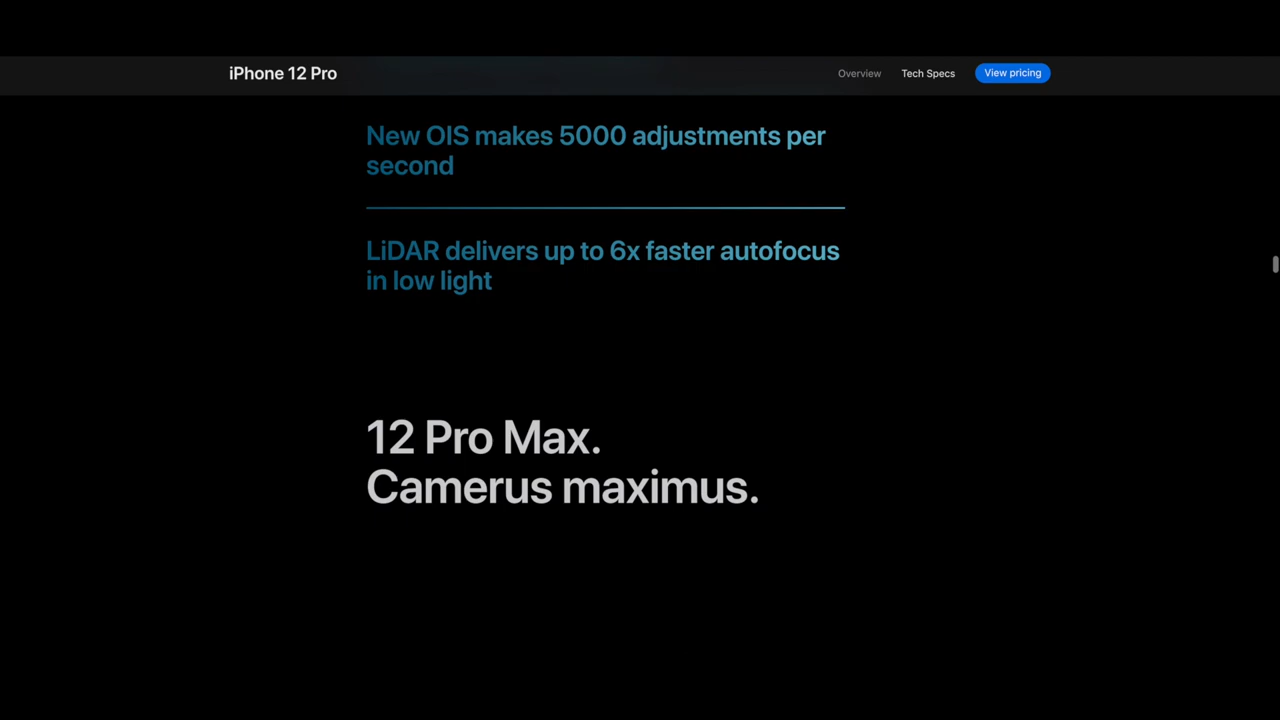 iPhone 12 Pro
Overview
Tech Specs
View pricing
New OIS makes 5000 adjustments per
second
LiDAR delivers up to 6x faster autofocus
in low light
12 Pro Max.
Camerus maximus.